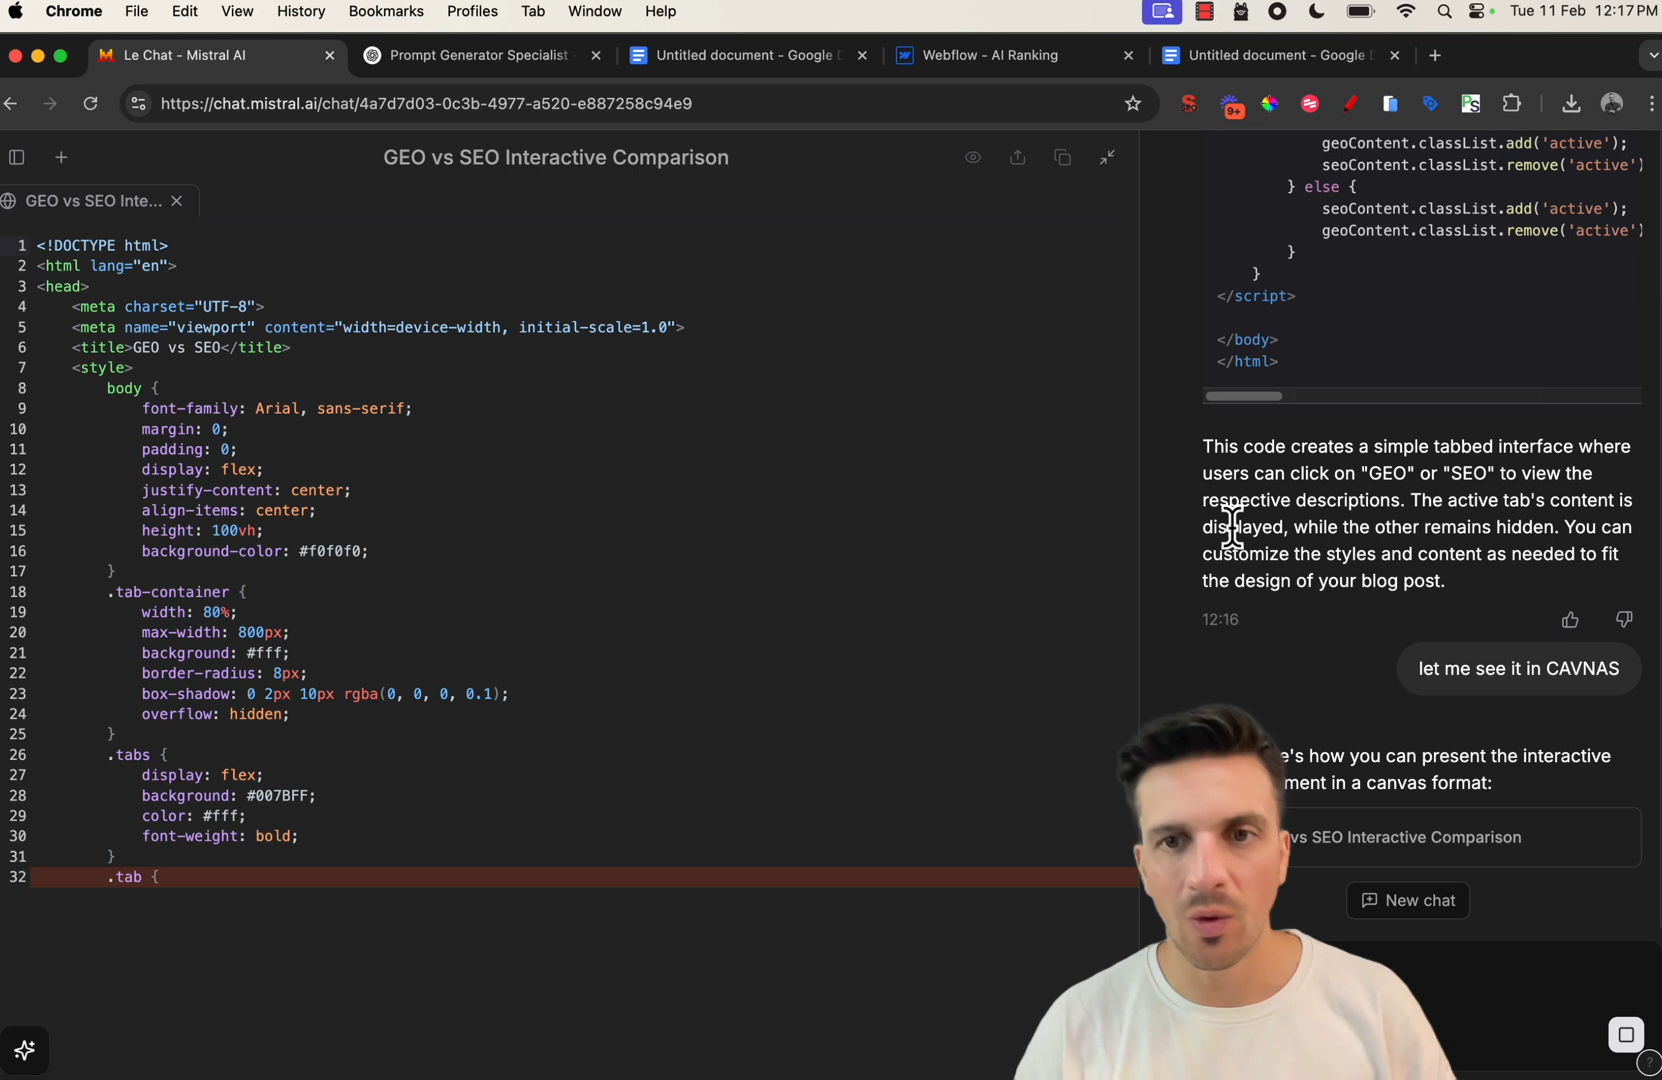 Chrome File Edit View History Bookmarks Profiles Tab Window Help Tue 11 Feb 12:17 PM
Le Chat - Mistral AI Prompt Generator Specialist - Untitled document - Google D Webflow - AI Ranking Untitled document - Google D
https://chat.mistral.ai/chat/4a7d7d03-0c3b-4977-a520-e887258c94e9 SEO 9+ PS
GEO vs SEO Interactive Comparison
GEO vs SEO Inte...
1 <!DOCTYPE html>
2 <html lang="en">
3 <head>
4 <meta charset="UTF-8">
5 <meta name="viewport" content="width=device-width, initial-scale=1.0">
6 <title>GEO vs SEO</title>
7 <style>
8 body {
9 font-family: Arial, sans-serif;
10 margin: 0;
11 padding: 0;
12 display: flex;
13 justify-content: center;
14 align-items: center;
15 height: 100vh;
16 background-color: #f0f0f0;
17 }
18 .tab-container {
19 width: 80%;
20 max-width: 800px;
21 background: #fff;
22 border-radius: 8px;
23 box-shadow: 0 2px 10px rgba(0, 0, 0, 0.1);
24 overflow: hidden;
25 }
26 .tabs {
27 display: flex;
28 background: #007BFF;
29 color: #fff;
30 font-weight: bold;
31 }
32 .tab {
geoContent.classList.add('active');
seoContent.classList.remove('active')
} else {
seoContent.classList.add('active');
geoContent.classList.remove('active')
}
}
</script>
</body>
</html>
This code creates a simple tabbed interface where
users can click on "GEO" or "SEO" to view the
respective descriptions. The active tab's content is
displayed, while the other remains hidden. You can
customize the styles and content as needed to fit
the design of your blog post.
12:16
let me see it in CAVNAS
e's how you can present the interactive
ment in a canvas format:
vs SEO Interactive Comparison
New chat
?